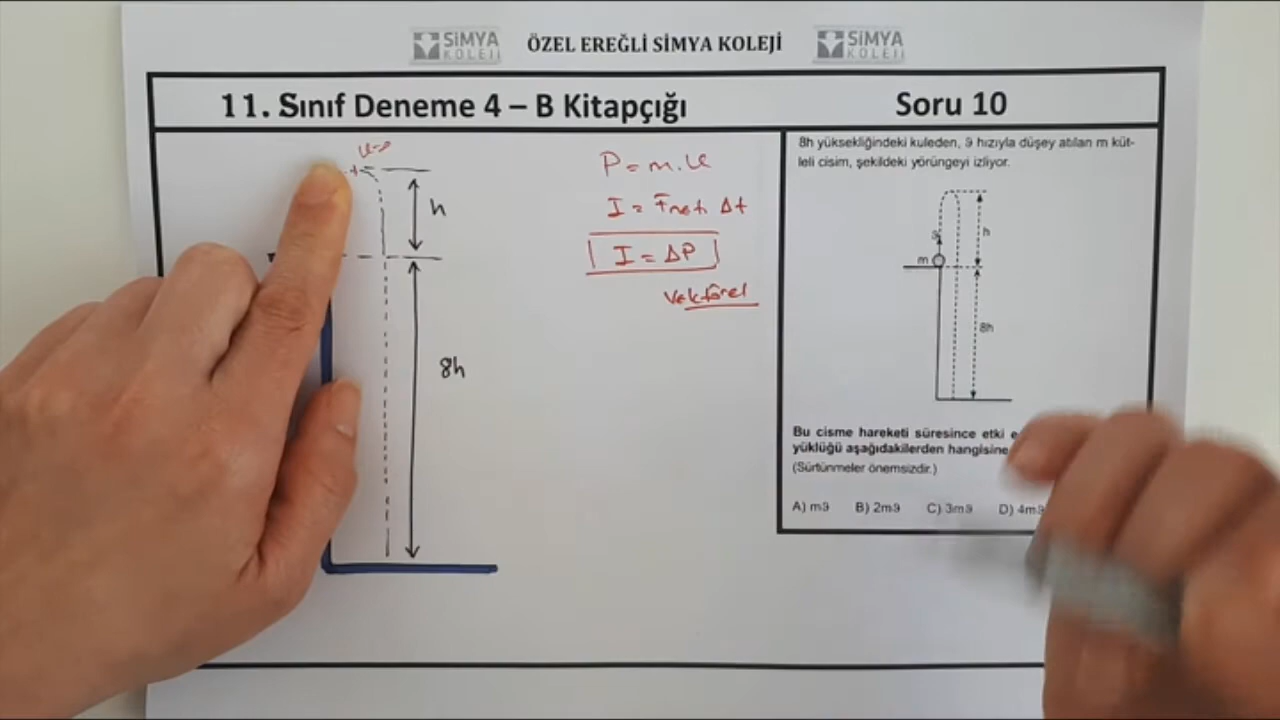 SİMYA KOLEJİ
ÖZEL EREĞLİ SİMYA KOLEJİ
SİMYA KOLEJİ
11. Sınıf Deneme 4 – B Kitapçığı
Soru 10
h
8h
P = m.υ
I = Fnet. Δt
I = ΔP
Vektörel
8h yüksekliğindeki kuleden, ϑ hızıyla düşey atılan m küt-
leli cisim, şekildeki yörüngeyi izliyor.
h
ϑ
m
8h
Bu cisme hareketi süresince etki e
yüklüğü aşağıdakilerden hangisine
(Sürtünmeler önemsizdir.)
A) mϑ B) 2mϑ C) 3mϑ D) 4mϑ